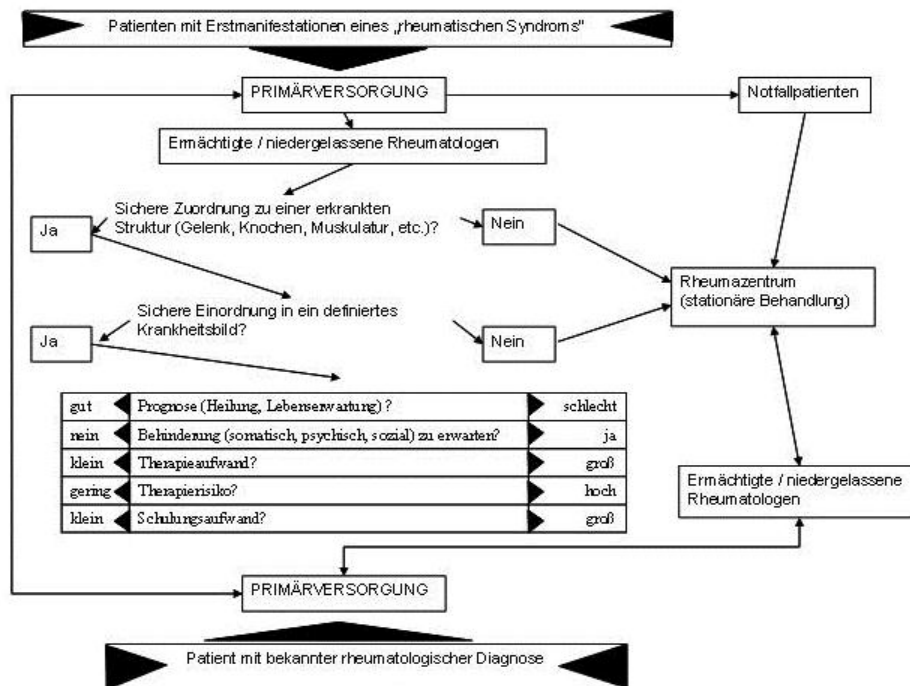 Patienten mit Erstmanifestationen eines „rheumatischen Syndroms"
PRIMÄRVERSORGUNG
Notfallpatienten
Ermächtigte / niedergelassene Rheumatologen
Sichere Zuordnung zu einer erkrankten
Struktur (Gelenk, Knochen, Muskulatur, etc.)?
Ja
Nein
Rheumazentrum
(stationäre Behandlung)
Sichere Einordnung in ein definiertes
Krankheitsbild?
Ja
Nein
gut Prognose (Heilung, Lebenserwartung) ? schlecht
nein Behinderung (somatisch, psychisch, sozial) zu erwarten? ja
klein Therapieaufwand? groß
gering Therapierisiko? hoch
klein Schulungsaufwand? groß
Ermächtigte / niedergelassene
Rheumatologen
PRIMÄRVERSORGUNG
Patient mit bekannter rheumatologischer Diagnose